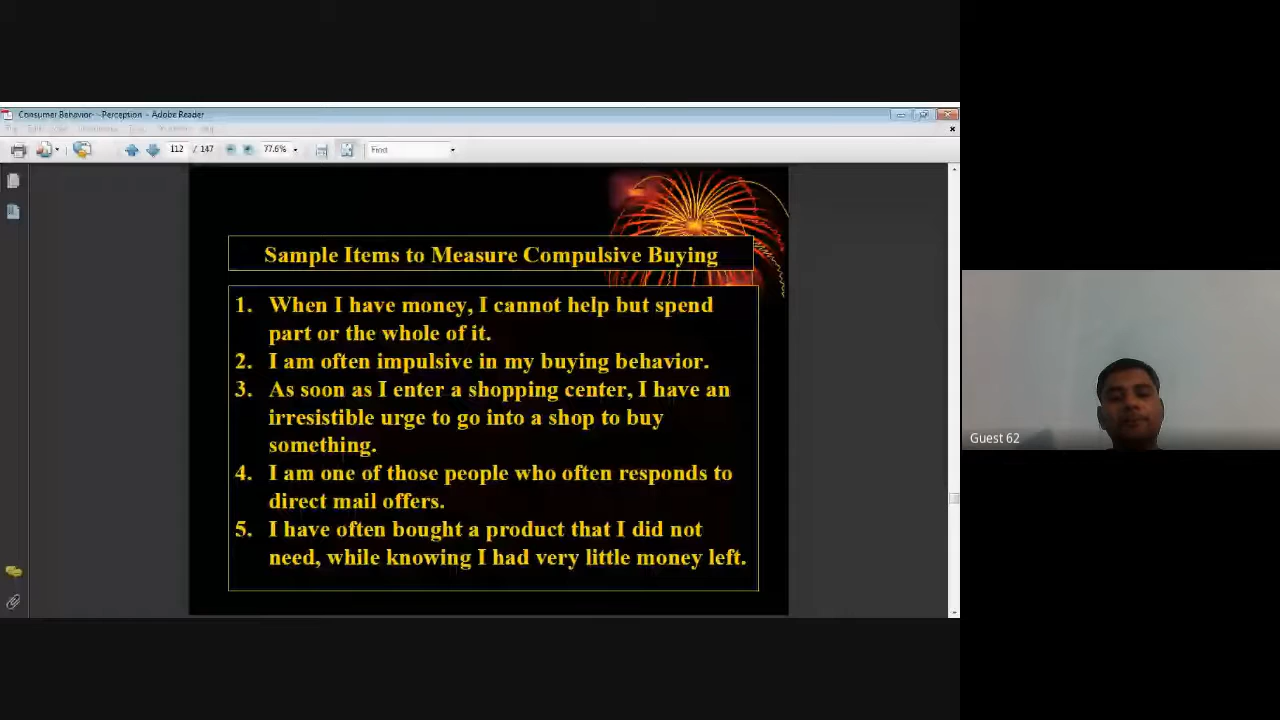 Consumer Behavior- -Perception - Adobe Reader
112 / 147
77.6%
Find
Sample Items to Measure Compulsive Buying
1. When I have money, I cannot help but spend
part or the whole of it.
2. I am often impulsive in my buying behavior.
3. As soon as I enter a shopping center, I have an
irresistible urge to go into a shop to buy
something.
4. I am one of those people who often responds to
direct mail offers.
5. I have often bought a product that I did not
need, while knowing I had very little money left.
Guest 62